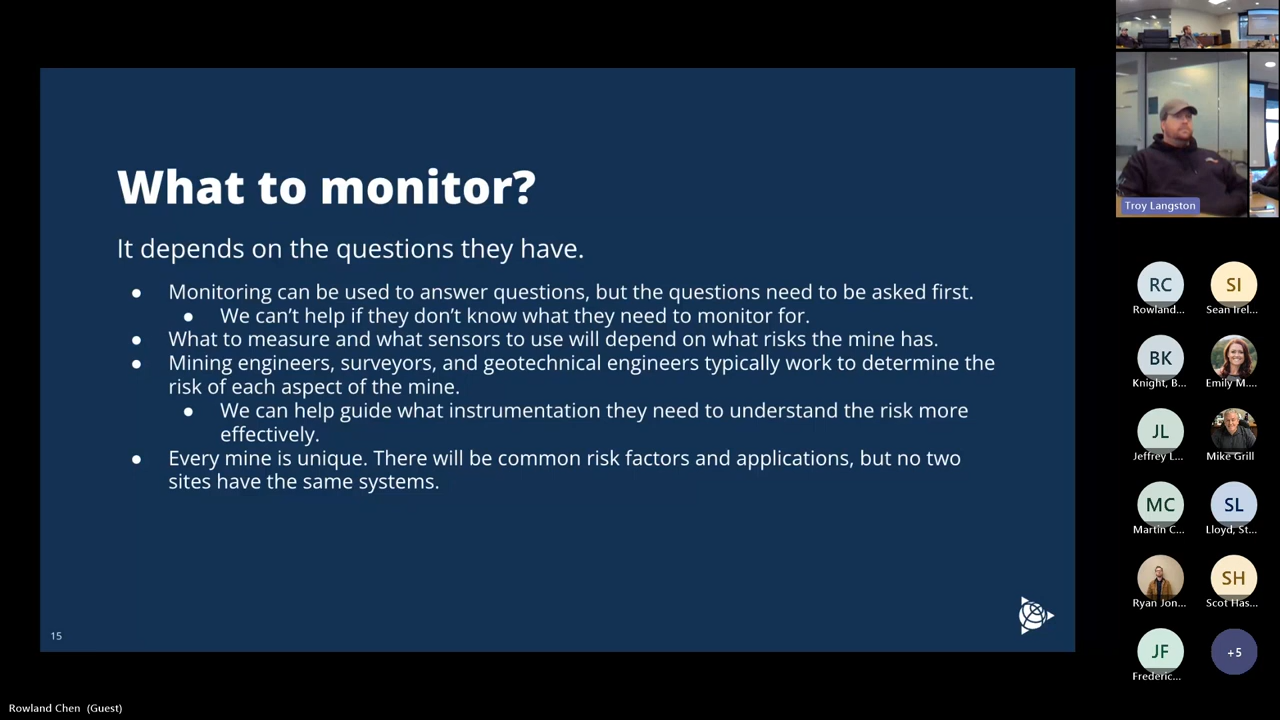 What to monitor?
It depends on the questions they have.
● Monitoring can be used to answer questions, but the questions need to be asked first.
● We can't help if they don't know what they need to monitor for.
● What to measure and what sensors to use will depend on what risks the mine has.
● Mining engineers, surveyors, and geotechnical engineers typically work to determine the
risk of each aspect of the mine.
● We can help guide what instrumentation they need to understand the risk more
effectively.
● Every mine is unique. There will be common risk factors and applications, but no two
sites have the same systems.
15
Troy Langston
RC
SI
Rowland...
Sean Irel...
BK
Knight, B...
Emily M....
JL
Jeffrey L...
Mike Grill
MC
SL
Martin C...
Lloyd, St...
SH
Ryan Jon...
Scot Has...
JF
+5
Frederic...
Rowland Chen (Guest)